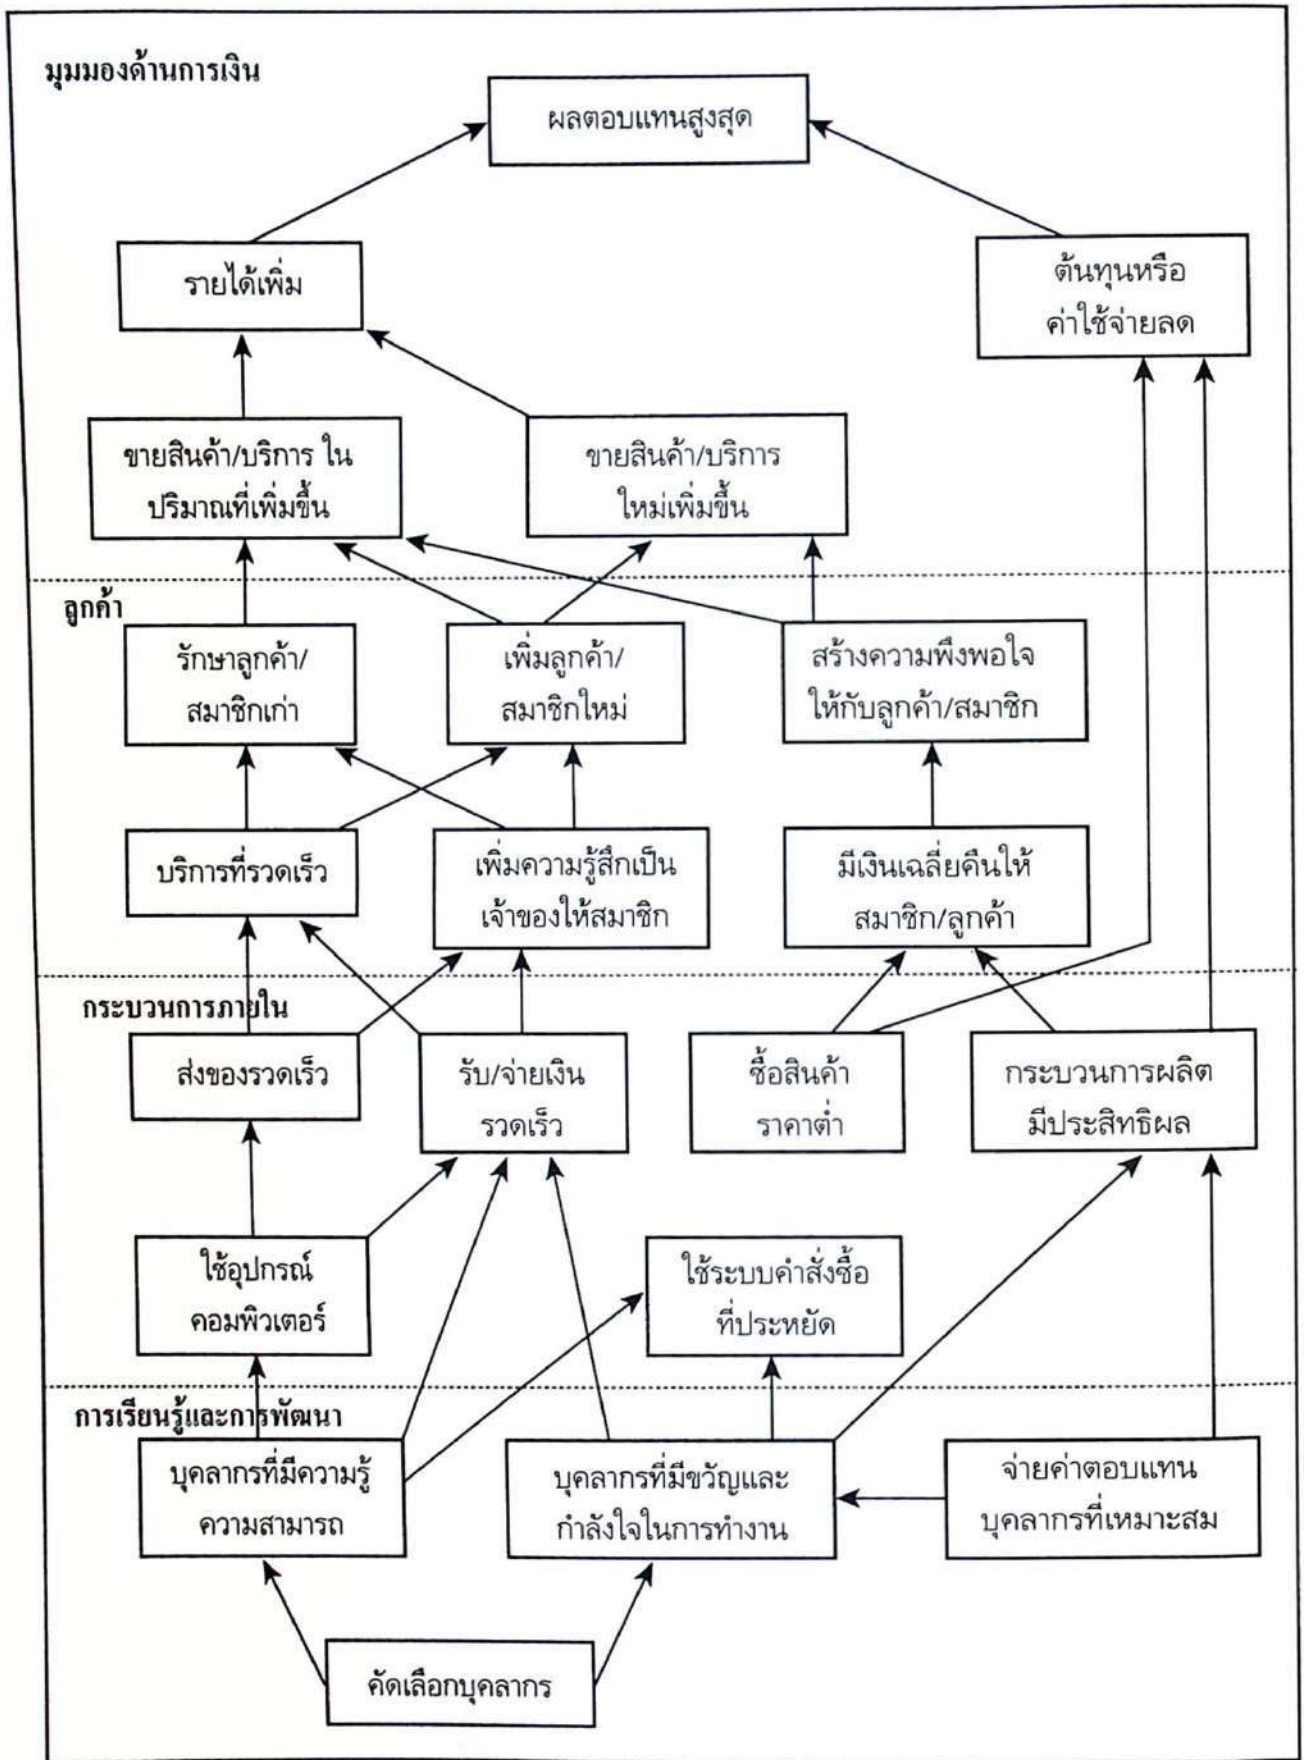 มุมมองด้านการเงิน
ผลตอบแทนสูงสุด
รายได้เพิ่ม
ต้นทุนหรือ
ค่าใช้จ่ายลด
ขายสินค้า/บริการ ใน
ปริมาณที่เพิ่มขึ้น
ขายสินค้า/บริการ
ใหม่เพิ่มขึ้น
ลูกค้า
รักษาลูกค้า/
สมาชิกเก่า
เพิ่มลูกค้า/
สมาชิกใหม่
สร้างความพึงพอใจ
ให้กับลูกค้า/สมาชิก
บริการที่รวดเร็ว
เพิ่มความรู้สึกเป็น
เจ้าของให้สมาชิก
มีเงินเฉลี่ยคืนให้
สมาชิก/ลูกค้า
กระบวนการภายใน
ส่งของรวดเร็ว
รับ/จ่ายเงิน
รวดเร็ว
ซื้อสินค้า
ราคาต่ำ
กระบวนการผลิต
มีประสิทธิผล
ใช้อุปกรณ์
คอมพิวเตอร์
ใช้ระบบคำสั่งซื้อ
ที่ประหยัด
การเรียนรู้และการพัฒนา
บุคลากรที่มีความรู้
ความสามารถ
บุคลากรที่มีขวัญและ
กำลังใจในการทำงาน
จ่ายค่าตอบแทน
บุคลากรที่เหมาะสม
คัดเลือกบุคลากร